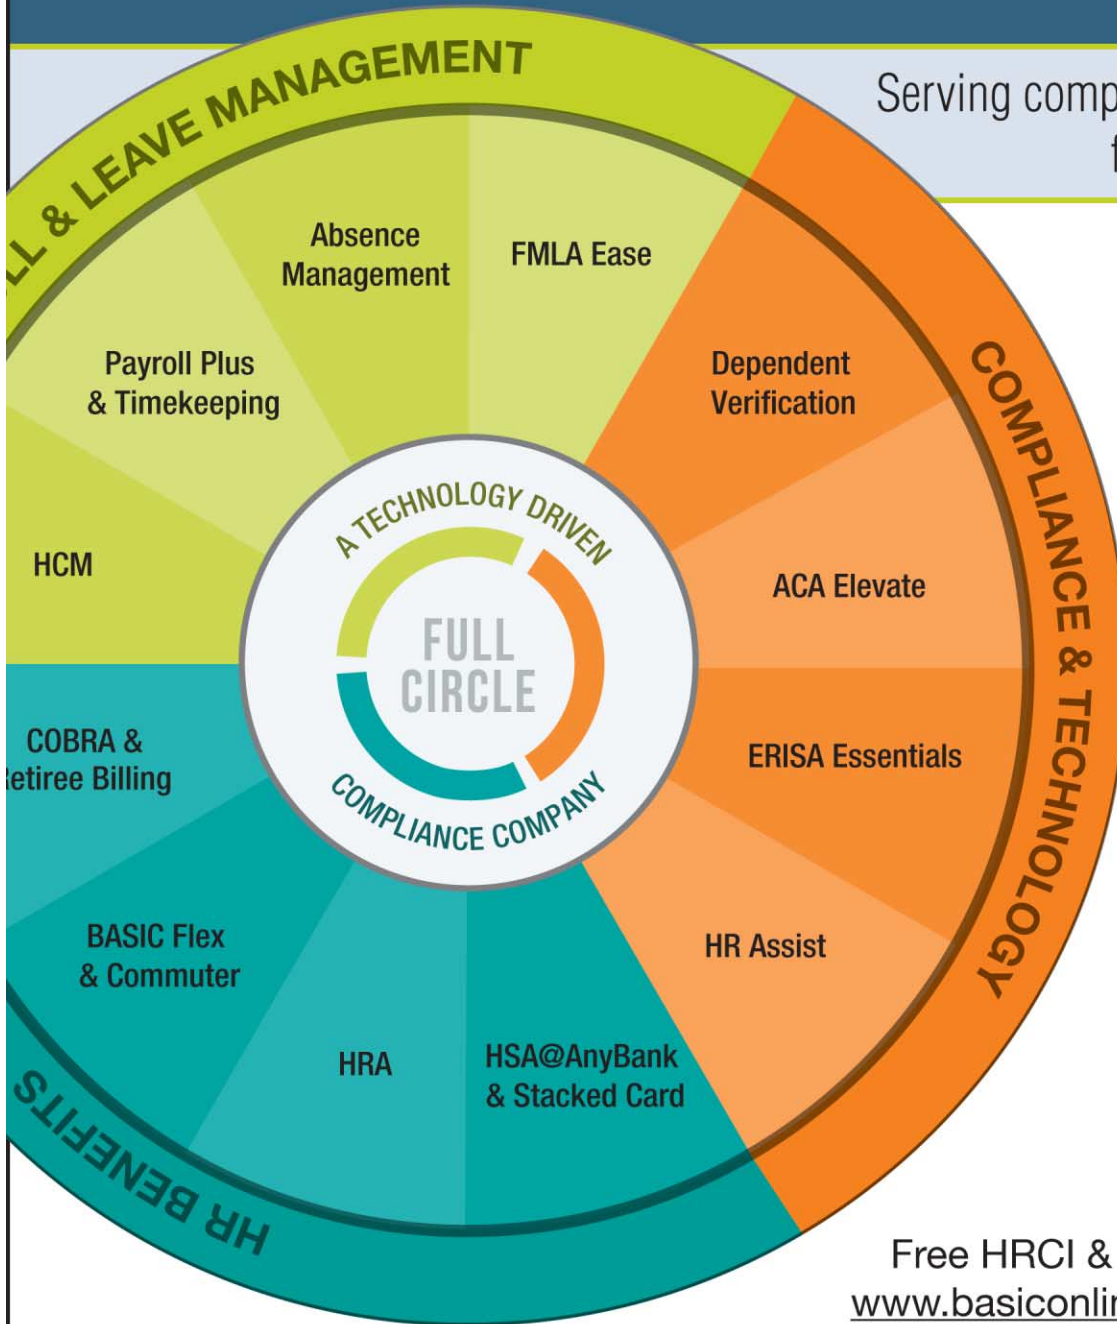 Serving comp
LL & LEAVE MANAGEMENT
Absence
Management
FMLA Ease
Payroll Plus
& Timekeeping
Dependent
Verification
HCM
ACA Elevate
COMPLIANCE & TECHNOLOGY
A TECHNOLOGY DRIVEN
FULL
CIRCLE
COMPLIANCE COMPANY
COBRA &
etiree Billing
ERISA Essentials
BASIC Flex
& Commuter
HR Assist
HRA
HSA@AnyBank
& Stacked Card
HR BENEFITS
Free HRCI &
www.basiconlin